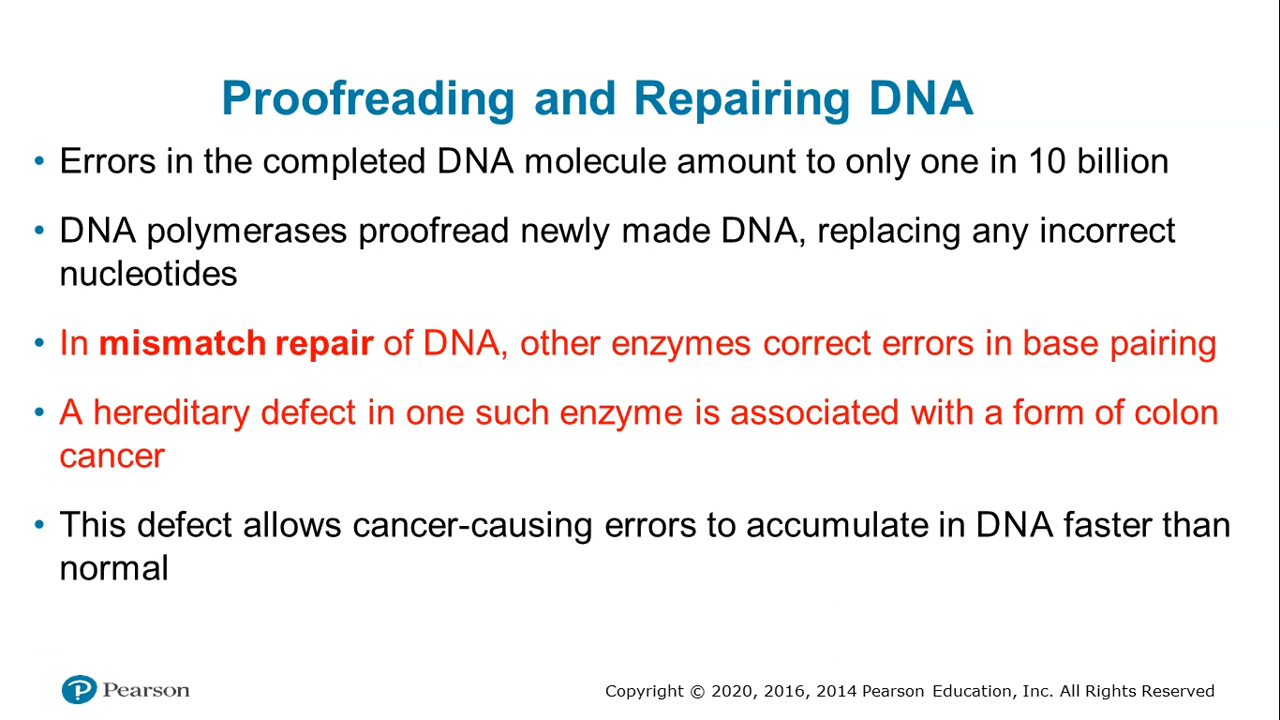 Proofreading and Repairing DNA
• Errors in the completed DNA molecule amount to only one in 10 billion
• DNA polymerases proofread newly made DNA, replacing any incorrect
nucleotides
• In mismatch repair of DNA, other enzymes correct errors in base pairing
• A hereditary defect in one such enzyme is associated with a form of colon
cancer
• This defect allows cancer-causing errors to accumulate in DNA faster than
normal
P Pearson
Copyright © 2020, 2016, 2014 Pearson Education, Inc. All Rights Reserved